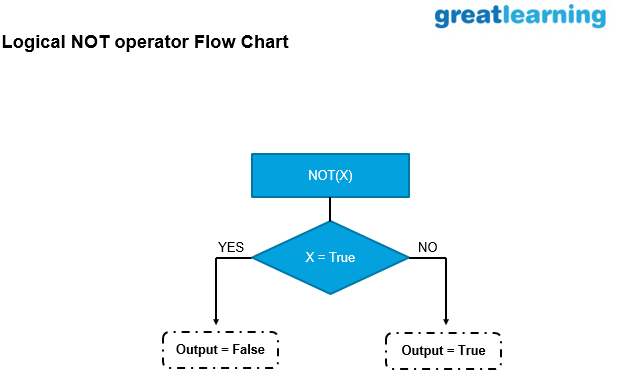 greatlearning
Logical NOT operator Flow Chart
NOT(X)
YES
X = True
NO
Output = False
Output = True